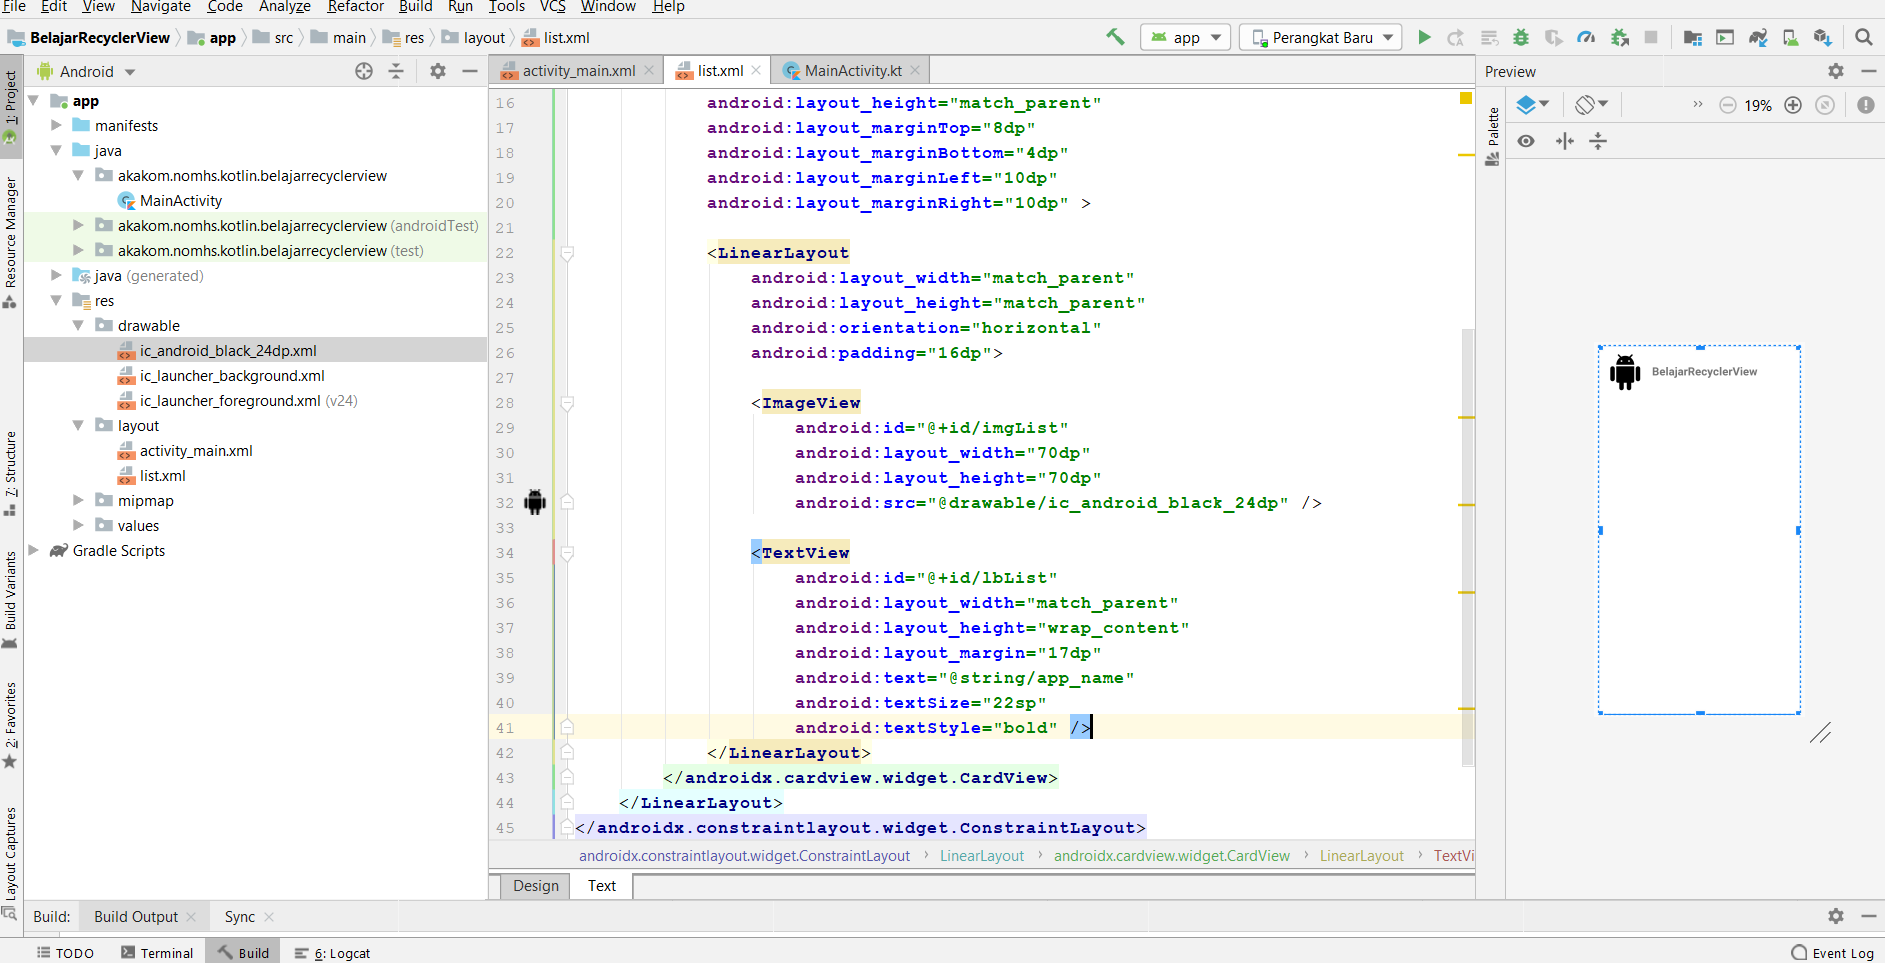 File Edit View Navigate Code Analyze Refactor Build Run Tools VCS Window Help
BelajarRecyclerView app src main res layout list.xml
app Perangkat Baru
1: Project
Resource Manager
7: Structure
Build Variants
2: Favorites
Layout Captures
Android
app
manifests
java
akakom.nomhs.kotlin.belajarrecyclerview
MainActivity
akakom.nomhs.kotlin.belajarrecyclerview (androidTest)
akakom.nomhs.kotlin.belajarrecyclerview (test)
java (generated)
res
drawable
ic_android_black_24dp.xml
ic_launcher_background.xml
ic_launcher_foreground.xml (v24)
layout
activity_main.xml
list.xml
mipmap
values
Gradle Scripts
activity_main.xml list.xml MainActivity.kt
16 android:layout_height="match_parent"
17 android:layout_marginTop="8dp"
18 android:layout_marginBottom="4dp"
19 android:layout_marginLeft="10dp"
20 android:layout_marginRight="10dp" >
21
22 <LinearLayout
23 android:layout_width="match_parent"
24 android:layout_height="match_parent"
25 android:orientation="horizontal"
26 android:padding="16dp">
27
28 <ImageView
29 android:id="@+id/imgList"
30 android:layout_width="70dp"
31 android:layout_height="70dp"
32 android:src="@drawable/ic_android_black_24dp" />
33
34 <TextView
35 android:id="@+id/lbList"
36 android:layout_width="match_parent"
37 android:layout_height="wrap_content"
38 android:layout_margin="17dp"
39 android:text="@string/app_name"
40 android:textSize="22sp"
41 android:textStyle="bold" />
42 </LinearLayout>
43 </androidx.cardview.widget.CardView>
44 </LinearLayout>
45 </androidx.constraintlayout.widget.ConstraintLayout>
androidx.constraintlayout.widget.ConstraintLayout › LinearLayout › androidx.cardview.widget.CardView › LinearLayout › TextVi
Design Text
Preview
Palette
19%
BelajarRecyclerView
Build: Build Output Sync
TODO Terminal Build 6: Logcat Event Log